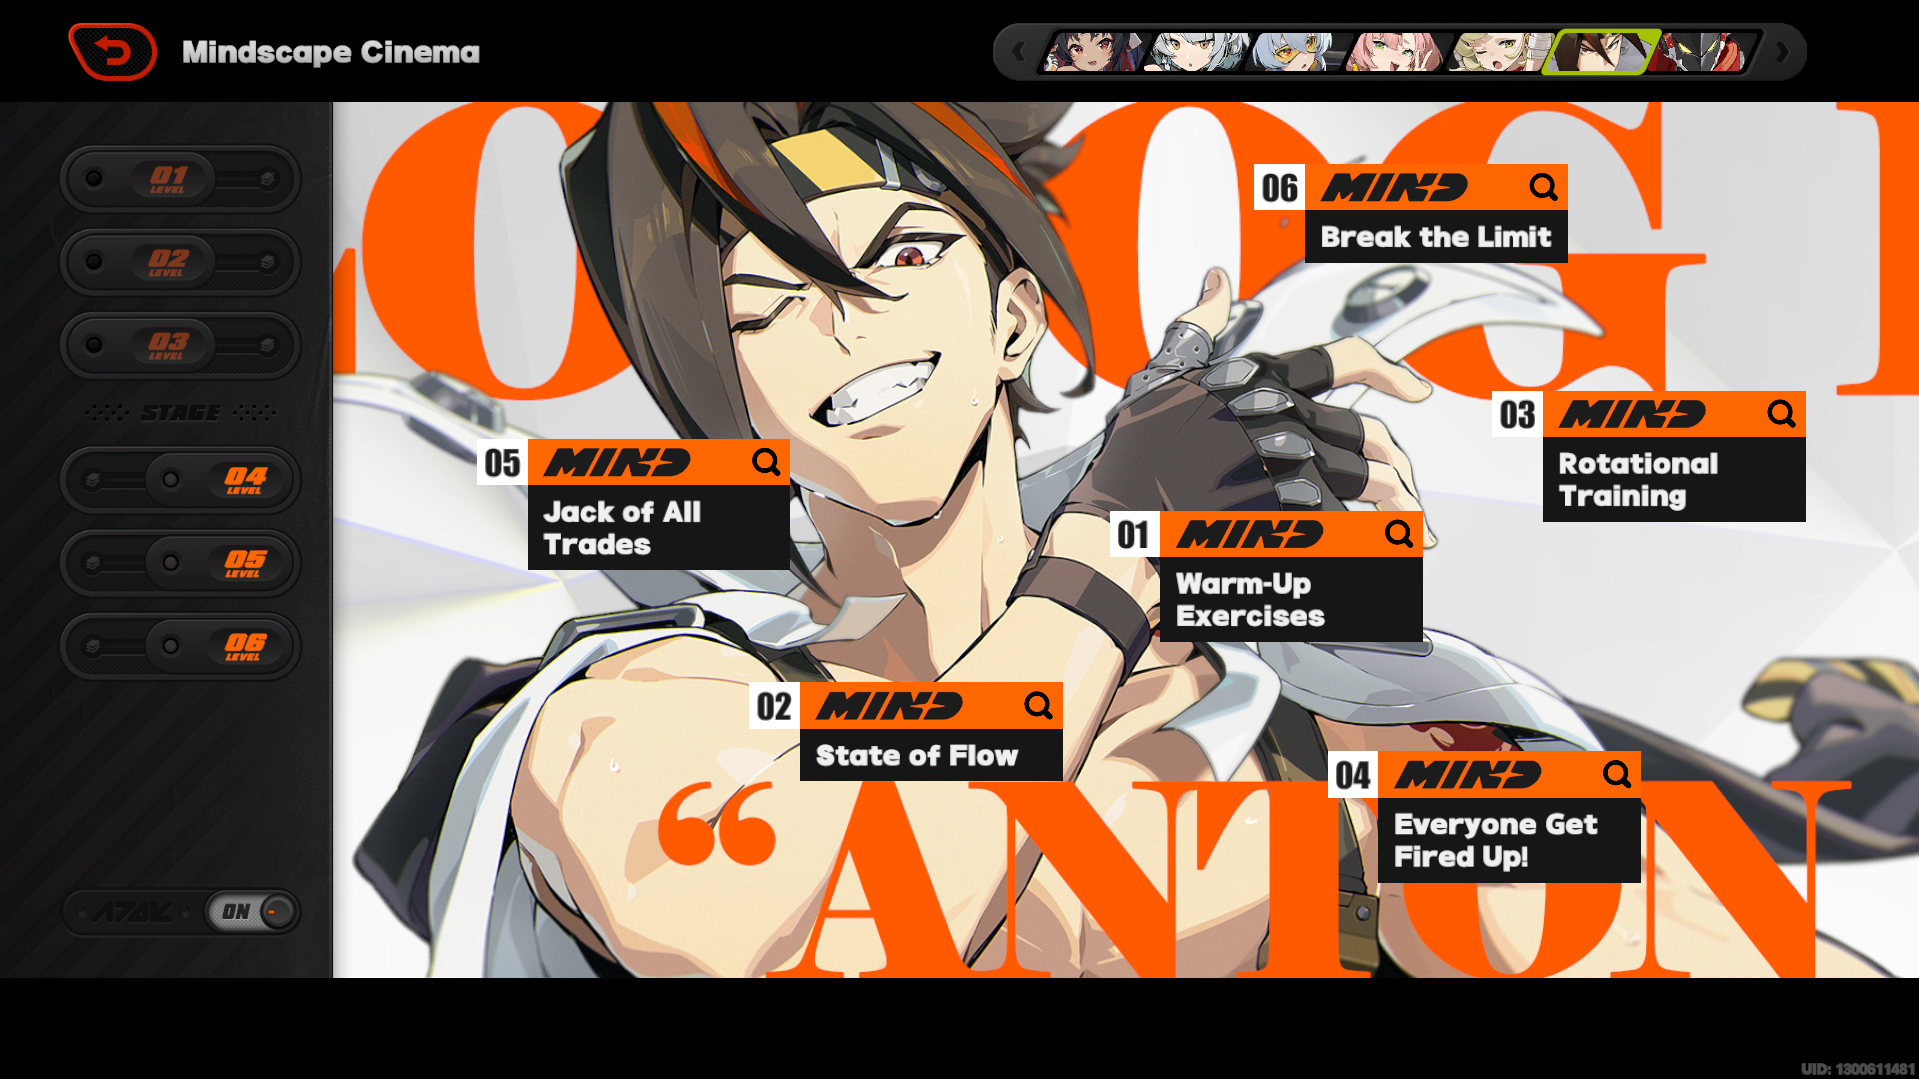 Mindscape Cinema
01
LEVEL
02
LEVEL
03
LEVEL
STAGE
04
LEVEL
05
LEVEL
06
LEVEL
ON
LOGI
06 MIND
Break the Limit
03 MIND
Rotational
Training
05 MIND
Jack of All
Trades
01 MIND
Warm-Up
Exercises
02 MIND
State of Flow
04 MIND
Everyone Get
Fired Up!
“ANTON
UID: 1300611481